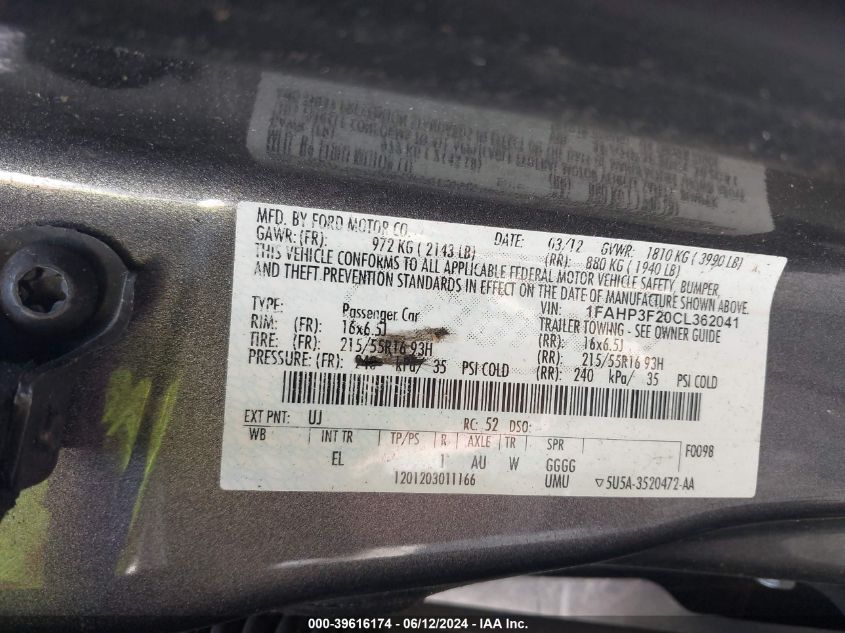 MFD. BY FORD MOTOR CO.
DATE: 03/12 GVWR: 1810 KG ( 3990 LB)
GAWR: (FR): 972 KG ( 2143 LB) (RR): 880 KG ( 1940 LB)
THIS VEHICLE CONFORMS TO ALL APPLICABLE FEDERAL MOTOR VEHICLE SAFETY, BUMPER,
AND THEFT PREVENTION STANDARDS IN EFFECT ON THE DATE OF MANUFACTURE SHOWN ABOVE.
VIN: 1FAHP3F20CL362041
TYPE: Passenger Car TRAILER TOWING - SEE OWNER GUIDE
RIM: (FR): 16x6.5J (RR): 16x6.5J
TIRE: (FR): 215/55R16 93H (RR): 215/55R16 93H
PRESSURE: (FR): 240 kPa/ 35 PSI COLD (RR): 240 kPa/ 35 PSI COLD
EXT PNT: UJ RC: 52 DSO:
WB INT TR TP/PS R AXLE TR SPR F0098
EL 1 AU W GGGG
1201203011166 UMU ▽5U5A-3520472-AA
000-39616174 - 06/12/2024 - IAA Inc.